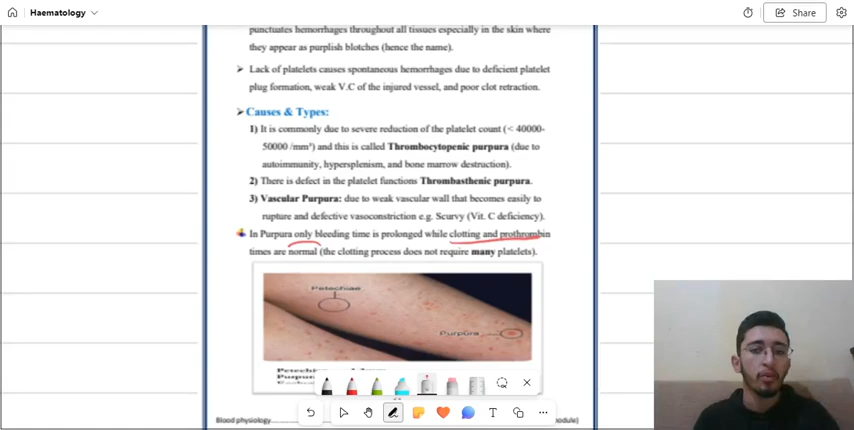 Haematology
Share
punctuates hemorrhages throughout all tissues especially in the skin where
they appear as purplish blotches (hence the name).
➢ Lack of platelets causes spontaneous hemorrhages due to deficient platelet
plug formation, weak V.C of the injured vessel, and poor clot retraction.
➢ Causes & Types:
1) It is commonly due to severe reduction of the platelet count (< 40000-
50000 /mm³) and this is called Thrombocytopenic purpura (due to
autoimmunity, hypersplenism, and bone marrow destruction).
2) There is defect in the platelet functions Thrombasthenic purpura.
3) Vascular Purpura: due to weak vascular wall that becomes easily to
rupture and defective vasoconstriction e.g. Scurvy (Vit. C deficiency).
In Purpura only bleeding time is prolonged while clotting and prothrombin
times are normal (the clotting process does not require many platelets).
Petechiae
Purpura
Blood physiology